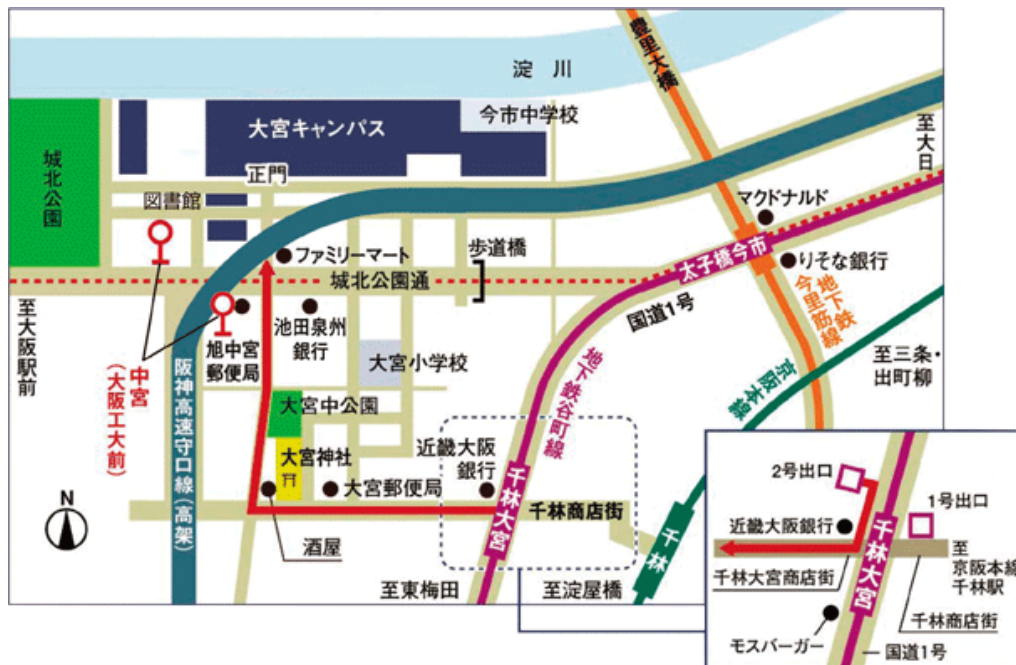 淀 川
豊里大橋
今市中学校
大宮キャンパス
城北公園
正門
図書館
至大日
マクドナルド
ファミリーマート
歩道橋
太子橋今市
りそな銀行
城北公園通
国道1号
地下鉄
今里筋線
至大阪駅前
池田泉州
銀行
旭中宮
郵便局
大宮小学校
地下鉄谷町線
至三条・
出町柳
京阪本線
中宮
(大阪工大前)
阪神高速守口線(高架)
大宮中公園
大宮神社
近畿大阪
銀行
大宮郵便局
千林大宮
千林商店街
N
酒屋
千林
至東梅田
至淀屋橋
2号出口
1号出口
近畿大阪銀行
千林大宮
至
京阪本線
千林駅
千林大宮商店街
千林商店街
モスバーガー
国道1号